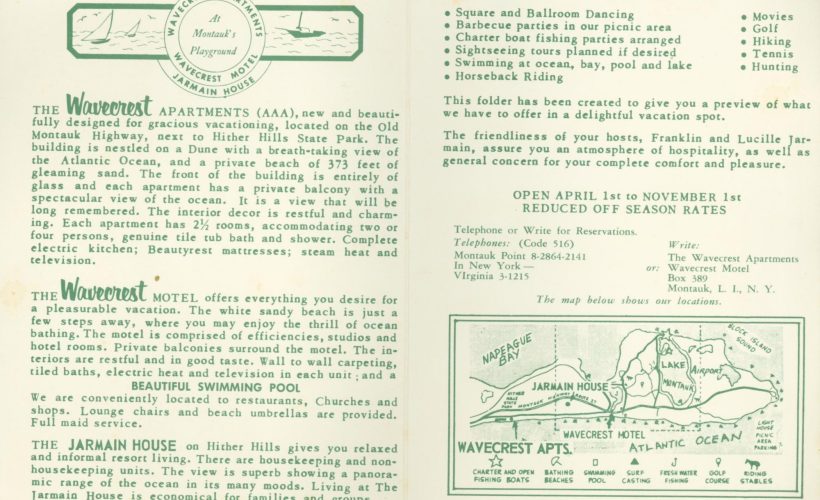 WAVECREST APARTMENTS
At
Montauk's
Playground
WAVECREST MOTEL
JARMAIN HOUSE
THE Wavecrest APARTMENTS (AAA), new and beauti-
fully designed for gracious vacationing, located on the Old
Montauk Highway, next to Hither Hills State Park. The
building is nestled on a Dune with a breath-taking view of
the Atlantic Ocean, and a private beach of 373 feet of
gleaming sand. The front of the building is entirely of
glass and each apartment has a private balcony with a
spectacular view of the ocean. It is a view that will be
long remembered. The interior decor is restful and charm-
ing. Each apartment has 2½ rooms, accommodating two or
four persons, genuine tile tub bath and shower. Complete
electric kitchen; Beautyrest mattresses; steam heat and
television.
THE Wavecrest MOTEL offers everything you desire for
a pleasurable vacation. The white sandy beach is just a
few steps away, where you may enjoy the thrill of ocean
bathing. The motel is comprised of efficiencies, studios and
hotel rooms. Private balconies surround the motel. The in-
teriors are restful and in good taste. Wall to wall carpeting,
tiled baths, electric heat and television in each unit; and a
BEAUTIFUL SWIMMING POOL
We are conveniently located to restaurants, Churches and
shops. Lounge chairs and beach umbrellas are provided.
Full maid service.
THE JARMAIN HOUSE on Hither Hills gives you relaxed
and informal resort living. There are housekeeping and non-
housekeeping units. The view is superb showing a panora-
mic range of the ocean in its many moods. Living at The
Jarmain House is economical for families and groups.
• Square and Ballroom Dancing
• Barbecue parties in our picnic area
• Charter boat fishing parties arranged
• Sightseeing tours planned if desired
• Swimming at ocean, bay, pool and lake
• Horseback Riding
• Movies
• Golf
• Hiking
• Tennis
• Hunting
This folder has been created to give you a preview of what
we have to offer in a delightful vacation spot.
The friendliness of your hosts, Franklin and Lucille Jar-
main, assure you an atmosphere of hospitality, as well as
general concern for your complete comfort and pleasure.
OPEN APRIL 1st to NOVEMBER 1st
REDUCED OFF SEASON RATES
Telephone or Write for Reservations.
Telephones: (Code 516)
Montauk Point 8-2864-2141
In New York —
VIrginia 3-1215
Write:
The Wavecrest Apartments
or: Wavecrest Motel
Box 389
Montauk, L. I., N. Y.
The map below shows our locations.
NAPEAGUE
BAY
BLOCK ISLAND
SOUND
LAKE
MONTAUK
Airport
JARMAIN HOUSE
HITHER
HILLS
STATE
PARK
MONTAUK HIGHWAY
WAVECREST MOTEL
WAVECREST APTS.
ATLANTIC OCEAN
LIGHT
HOUSE
PICNIC
AREA
PARKING
CHARTER AND OPEN
FISHING BOATS
BATHING
BEACHES
SWIMMING
POOL
SURF
CASTING
FRESH WATER
FISHING
GOLF
COURSE
RIDING
STABLES